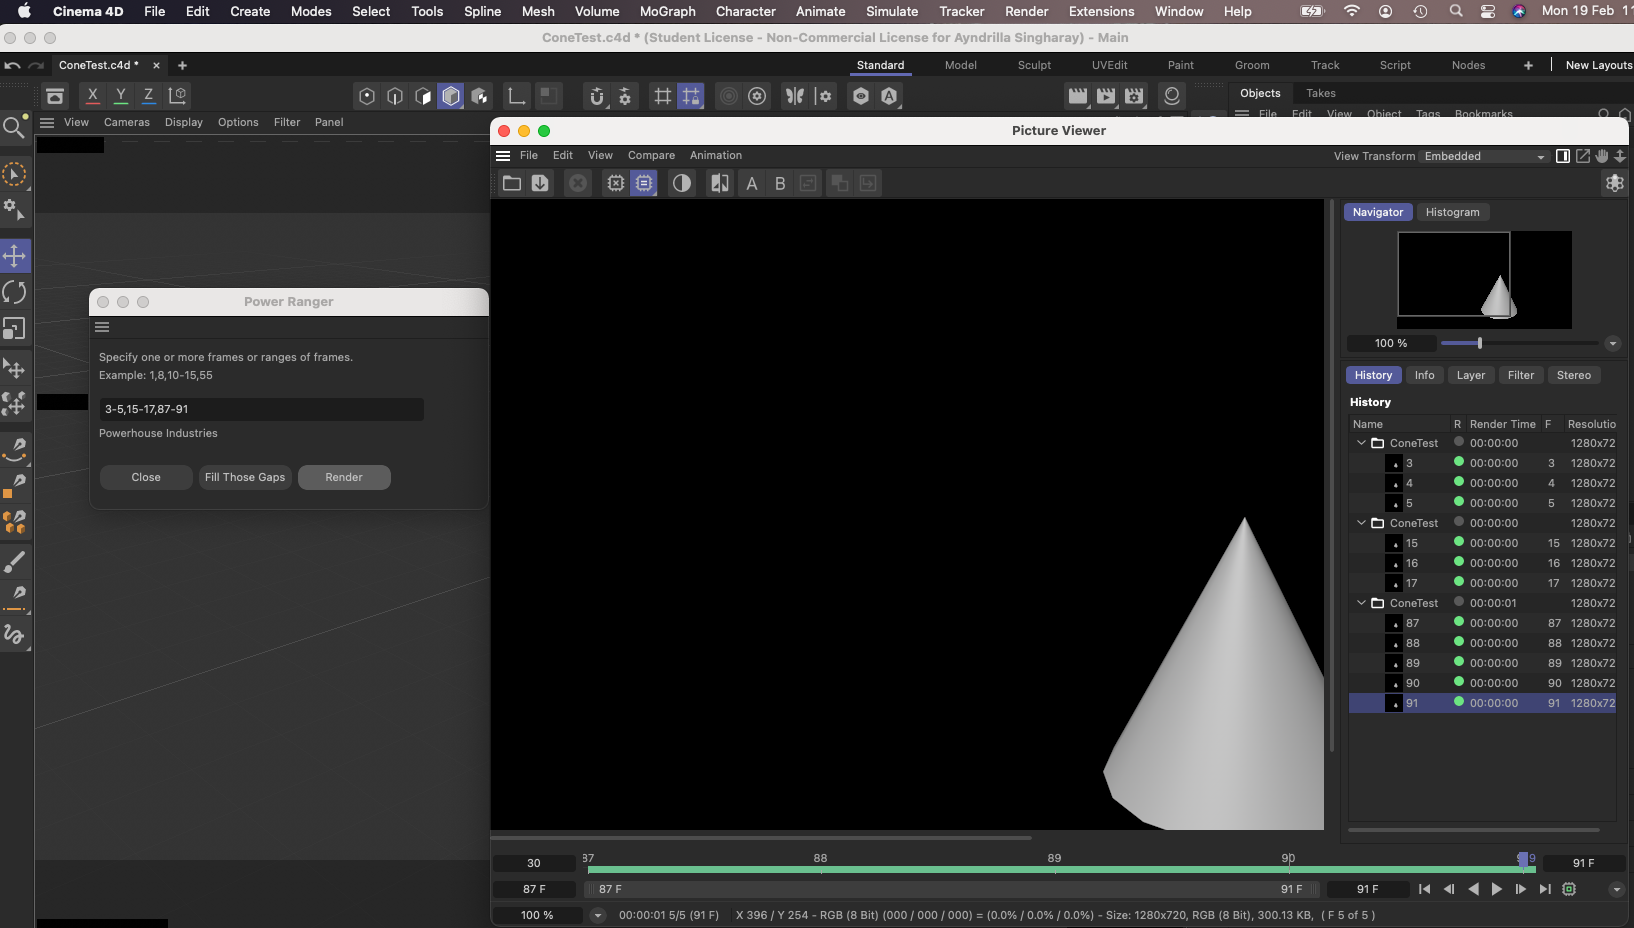 Cinema 4D File Edit Create Modes Select Tools Spline Mesh Volume MoGraph Character Animate Simulate Tracker Render Extensions Window Help Mon 19 Feb
ConeTest.c4d * (Student License - Non-Commercial License for Ayndrilla Singharay) - Main
ConeTest.c4d * × + Standard Model Sculpt UVEdit Paint Groom Track Script Nodes + New Layouts
X Y Z A Objects Takes
View Cameras Display Options Filter Panel File Edit View Object Tags Bookmarks
Picture Viewer
File Edit View Compare Animation View Transform Embedded
A B
Navigator Histogram
100 %
Power Ranger
Specify one or more frames or ranges of frames.
Example: 1,8,10-15,55
3-5,15-17,87-91
Powerhouse Industries
Close Fill Those Gaps Render
History Info Layer Filter Stereo
History
Name R Render Time F Resolutio
ConeTest 00:00:00 1280x72
3 00:00:00 3 1280x72
4 00:00:00 4 1280x72
5 00:00:00 5 1280x72
ConeTest 00:00:00 1280x72
15 00:00:00 15 1280x72
16 00:00:00 16 1280x72
17 00:00:00 17 1280x72
ConeTest 00:00:01 1280x72
87 00:00:00 87 1280x72
88 00:00:00 88 1280x72
89 00:00:00 89 1280x72
90 00:00:00 90 1280x72
91 00:00:00 91 1280x72
30 87 88 89 90 91 F
87 F 87 F 91 F 91 F
100 % 00:00:01 5/5 (91 F) X 396 / Y 254 - RGB (8 Bit) (000 / 000 / 000) = (0.0% / 0.0% / 0.0%) - Size: 1280x720, RGB (8 Bit), 300.13 KB, ( F 5 of 5 )